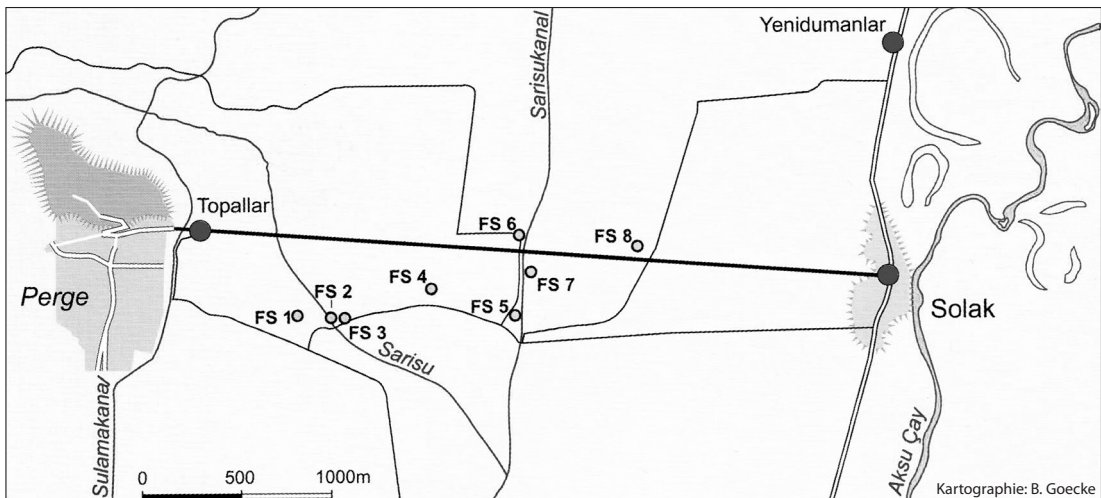 Yenidumanlar
Sarisukanal
Topallar
FS 6
FS 8
FS 4
FS 7
Perge
FS 2
FS 1
FS 5
FS 3
Solak
Sarisu
Sulamakanal
Aksu Çay
0 500 1000m
Kartographie: B. Goecke